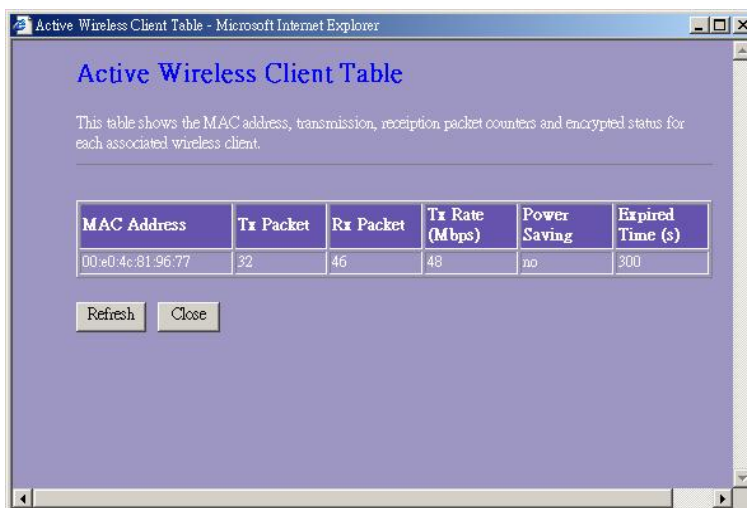 Active Wireless Client Table - Microsoft Internet Explorer
Active Wireless Client Table
This table shows the MAC address, transmission, receiption packet counters and encrypted status for
each associated wireless client.
MAC Address Tx Packet Rx Packet Tx Rate (Mbps) Power Saving Expired Time (s)
00:e0:4c:81:96:77 32 46 48 no 300
Refresh Close